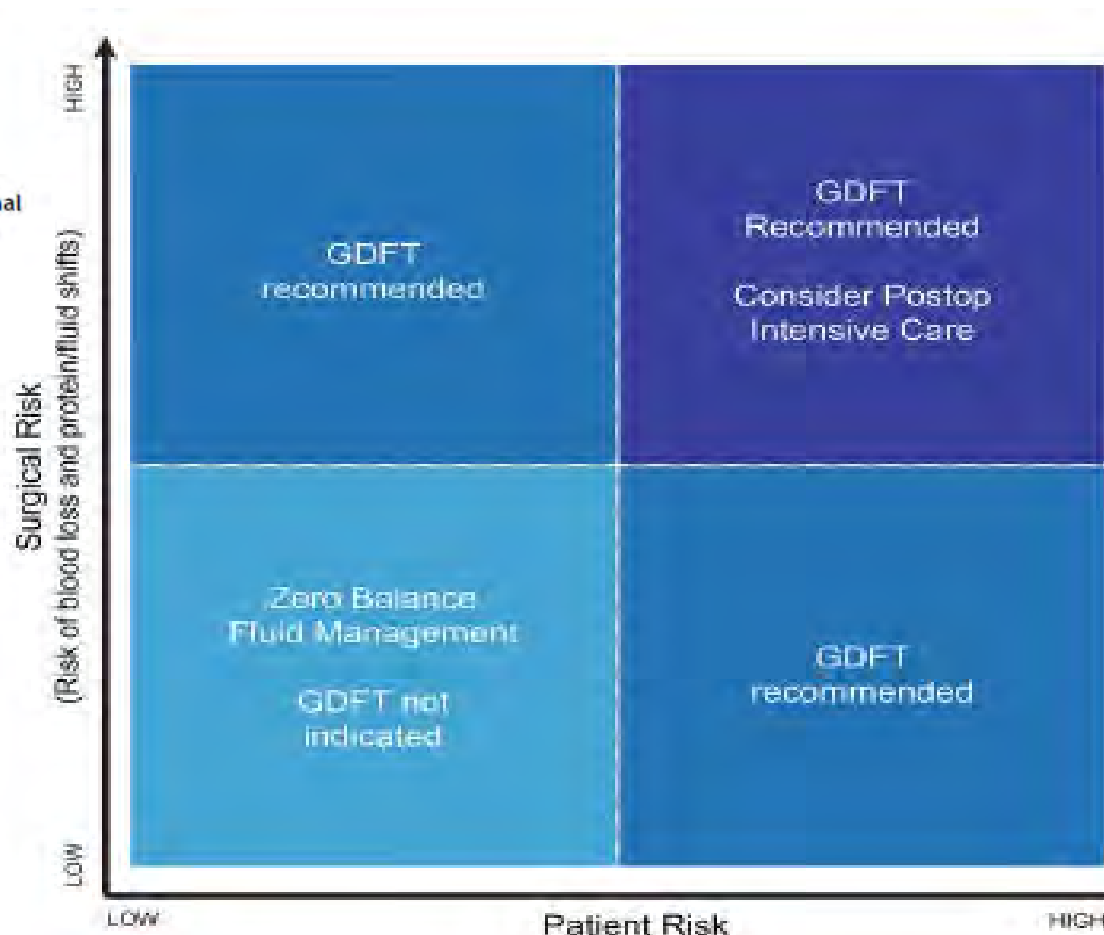 HIGH
nal
Surgical Risk
(Risk of blood loss and protein/fluid shifts)
GDFT
recommended
GDFT
Recommended
Consider Postop
Intensive Care
Zero Balance
Fluid Management
GDFT not
indicated
GDFT
recommended
LOW
LOW
Patient Risk
HIGH